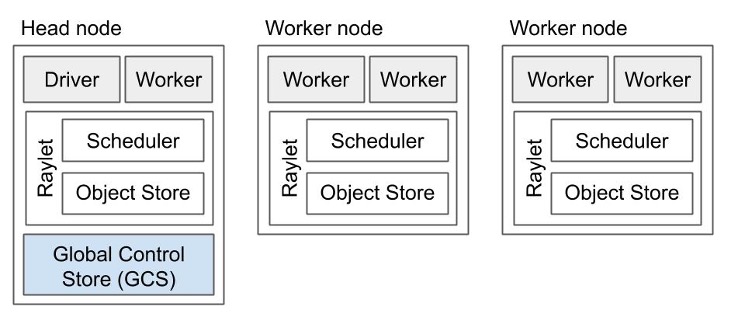 Head node
Driver
Worker
Raylet
Scheduler
Object Store
Global Control
Store (GCS)
Worker node
Worker
Worker
Raylet
Scheduler
Object Store
Worker node
Worker
Worker
Raylet
Scheduler
Object Store